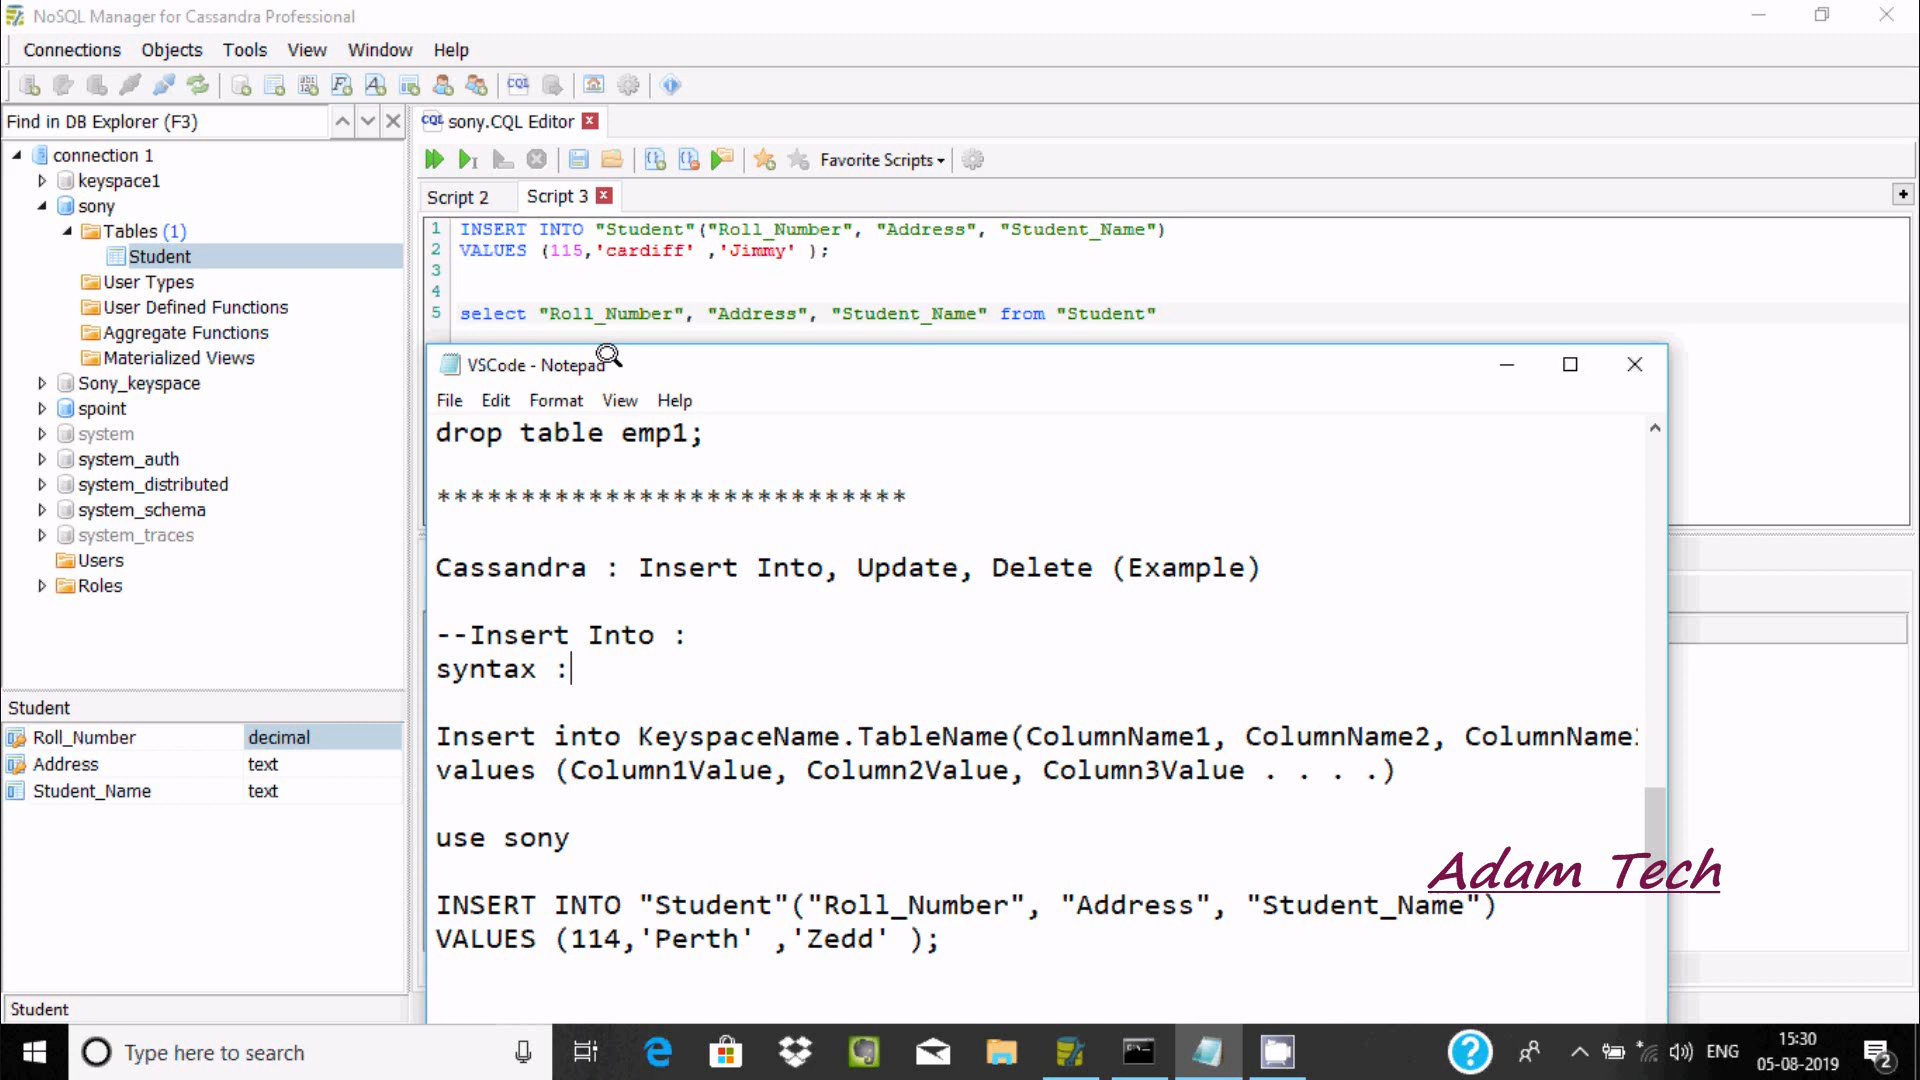 NoSQL Manager for Cassandra Professional
Connections Objects Tools View Window Help
Find in DB Explorer (F3)
connection 1
keyspace1
sony
Tables (1)
Student
User Types
User Defined Functions
Aggregate Functions
Materialized Views
Sony_keyspace
spoint
system
system_auth
system_distributed
system_schema
system_traces
Users
Roles
Student
Roll_Number decimal
Address text
Student_Name text
Student
CQL sony.CQL Editor
Favorite Scripts
Script 2 Script 3
1 INSERT INTO "Student"("Roll_Number", "Address", "Student_Name")
2 VALUES (115,'cardiff' ,'Jimmy' );
3
4
5 select "Roll_Number", "Address", "Student_Name" from "Student"
VSCode - Notepad
File Edit Format View Help
drop table emp1;
****************************
Cassandra : Insert Into, Update, Delete (Example)
--Insert Into :
syntax :
Insert into KeyspaceName.TableName(ColumnName1, ColumnName2, ColumnName
values (Column1Value, Column2Value, Column3Value . . . .)
use sony
INSERT INTO "Student"("Roll_Number", "Address", "Student_Name")
VALUES (114,'Perth' ,'Zedd' );
Adam Tech
Type here to search
ENG
15:30
05-08-2019
2